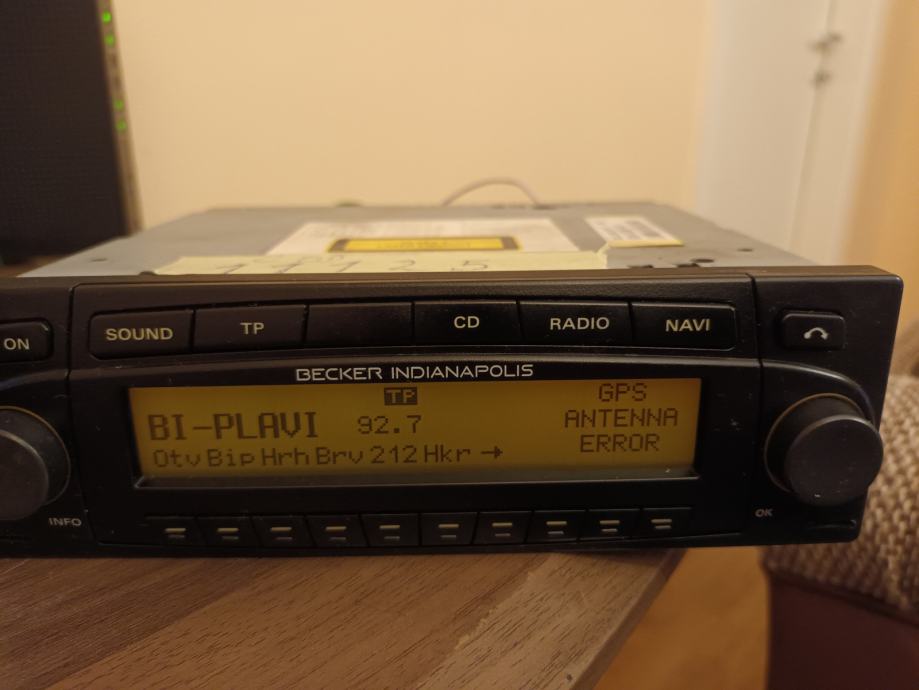 ON
SOUND
TP
CD
RADIO
NAVI
BECKER INDIANAPOLIS
TP
BI-PLAVI 92.7
Otv Bip Hrh Brv 212 Hkr →
GPS
ANTENNA
ERROR
INFO
OK